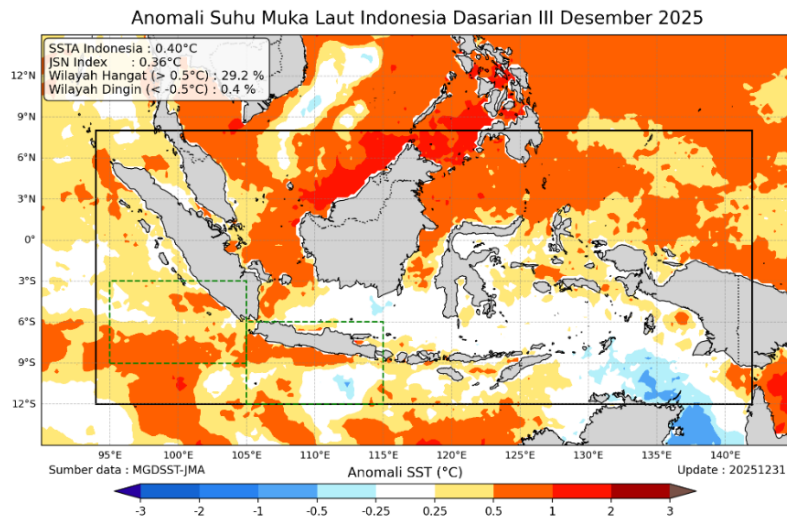 Anomali Suhu Muka Laut Indonesia Dasarian III Desember 2025
SSTA Indonesia : 0.40°C
JSN Index : 0.36°C
Wilayah Hangat (> 0.5°C) : 29.2 %
Wilayah Dingin (< -0.5°C) : 0.4 %
12°N
9°N
6°N
3°N
0°
3°S
6°S
9°S
12°S
95°E 100°E 105°E 110°E 115°E 120°E 125°E 130°E 135°E 140°E
Sumber data : MGDSST-JMA
Anomali SST (°C)
Update : 20251231
-3 -2 -1 -0.5 -0.25 0.25 0.5 1 2 3